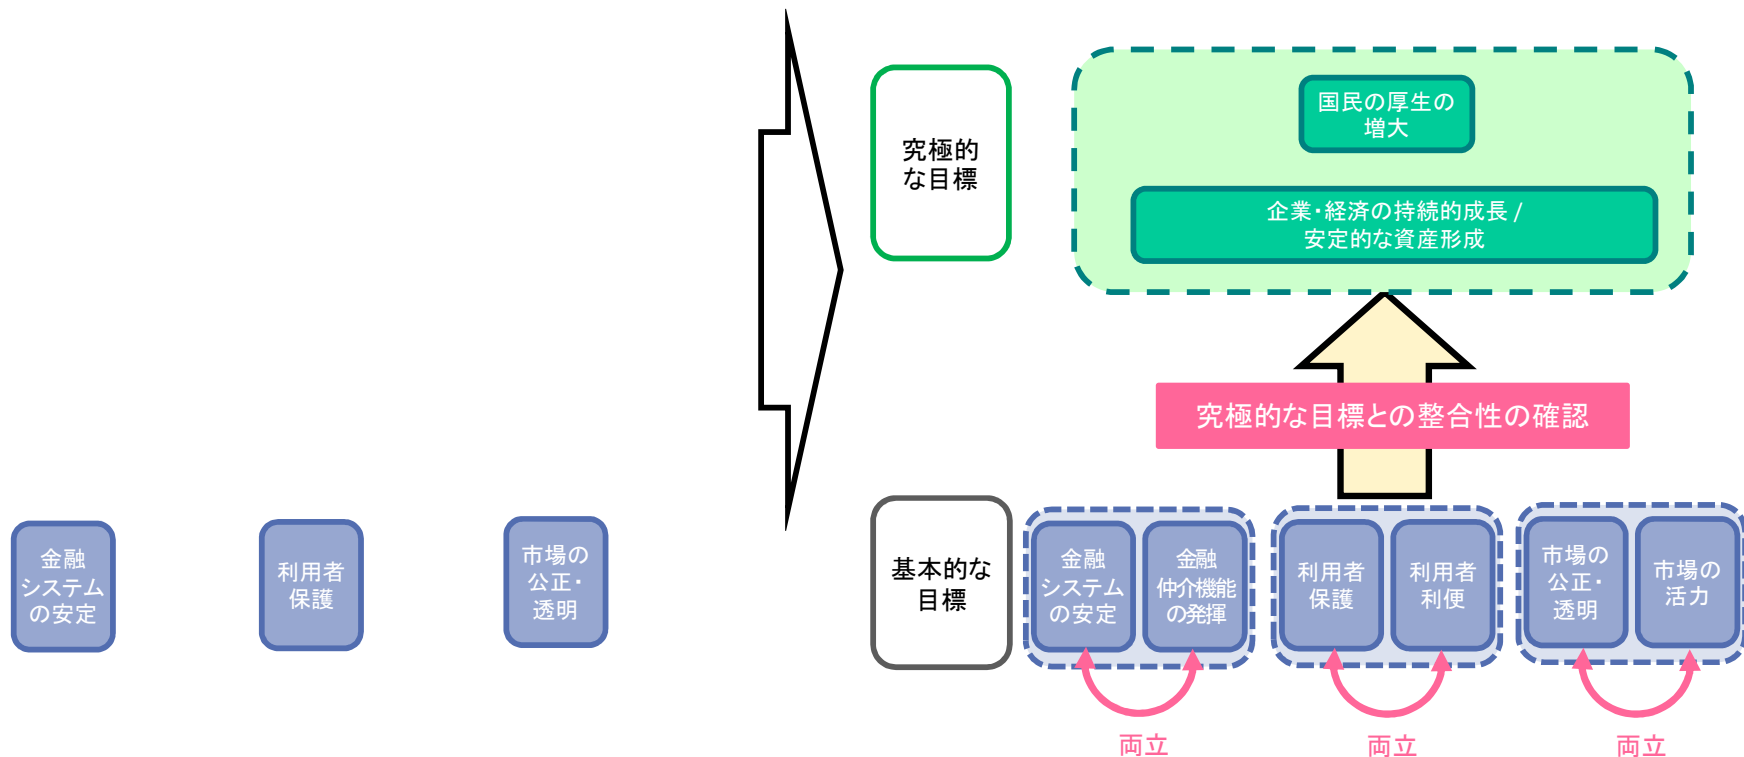 究極的
な目標
国民の厚生の
増大
企業・経済の持続的成長 /
安定的な資産形成
究極的な目標との整合性の確認
金融
システム
の安定
利用者
保護
市場の
公正・
透明
基本的な
目標
金融
システム
の安定
金融
仲介機能
の発揮
利用者
保護
利用者
利便
市場の
公正・
透明
市場の
活力
両立
両立
両立